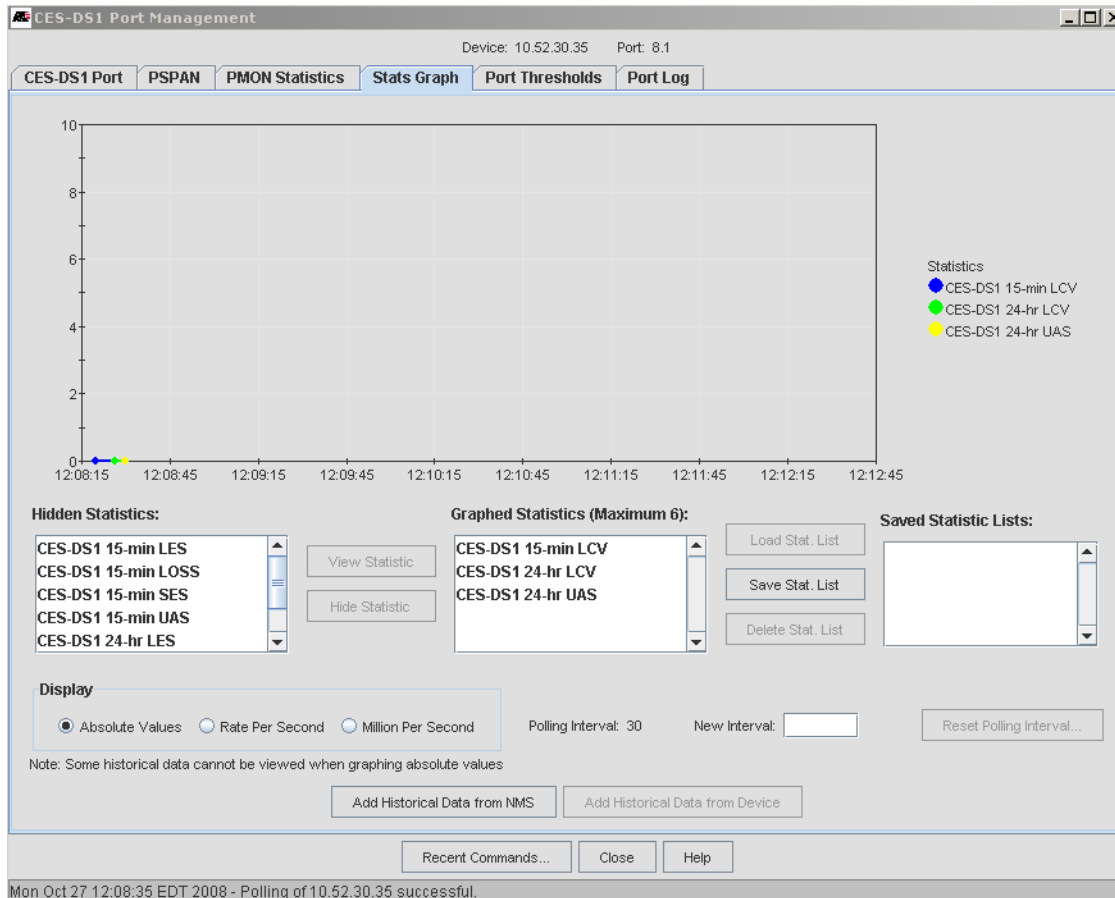 CES-DS1 Port Management
Device: 10.52.30.35 Port: 8.1
CES-DS1 Port PSPAN PMON Statistics Stats Graph Port Thresholds Port Log
10
8
6
4
2
0
12:08:15 12:08:45 12:09:15 12:09:45 12:10:15 12:10:45 12:11:15 12:11:45 12:12:15 12:12:45
Statistics
CES-DS1 15-min LCV
CES-DS1 24-hr LCV
CES-DS1 24-hr UAS
Hidden Statistics:
CES-DS1 15-min LES
CES-DS1 15-min LOSS
CES-DS1 15-min SES
CES-DS1 15-min UAS
CES-DS1 24-hr LES
View Statistic
Hide Statistic
Graphed Statistics (Maximum 6):
CES-DS1 15-min LCV
CES-DS1 24-hr LCV
CES-DS1 24-hr UAS
Load Stat. List
Save Stat. List
Delete Stat. List
Saved Statistic Lists:
Display
Absolute Values Rate Per Second Million Per Second
Polling Interval: 30 New Interval: Reset Polling Interval...
Note: Some historical data cannot be viewed when graphing absolute values
Add Historical Data from NMS Add Historical Data from Device
Recent Commands... Close Help
Mon Oct 27 12:08:35 EDT 2008 - Polling of 10.52.30.35 successful.